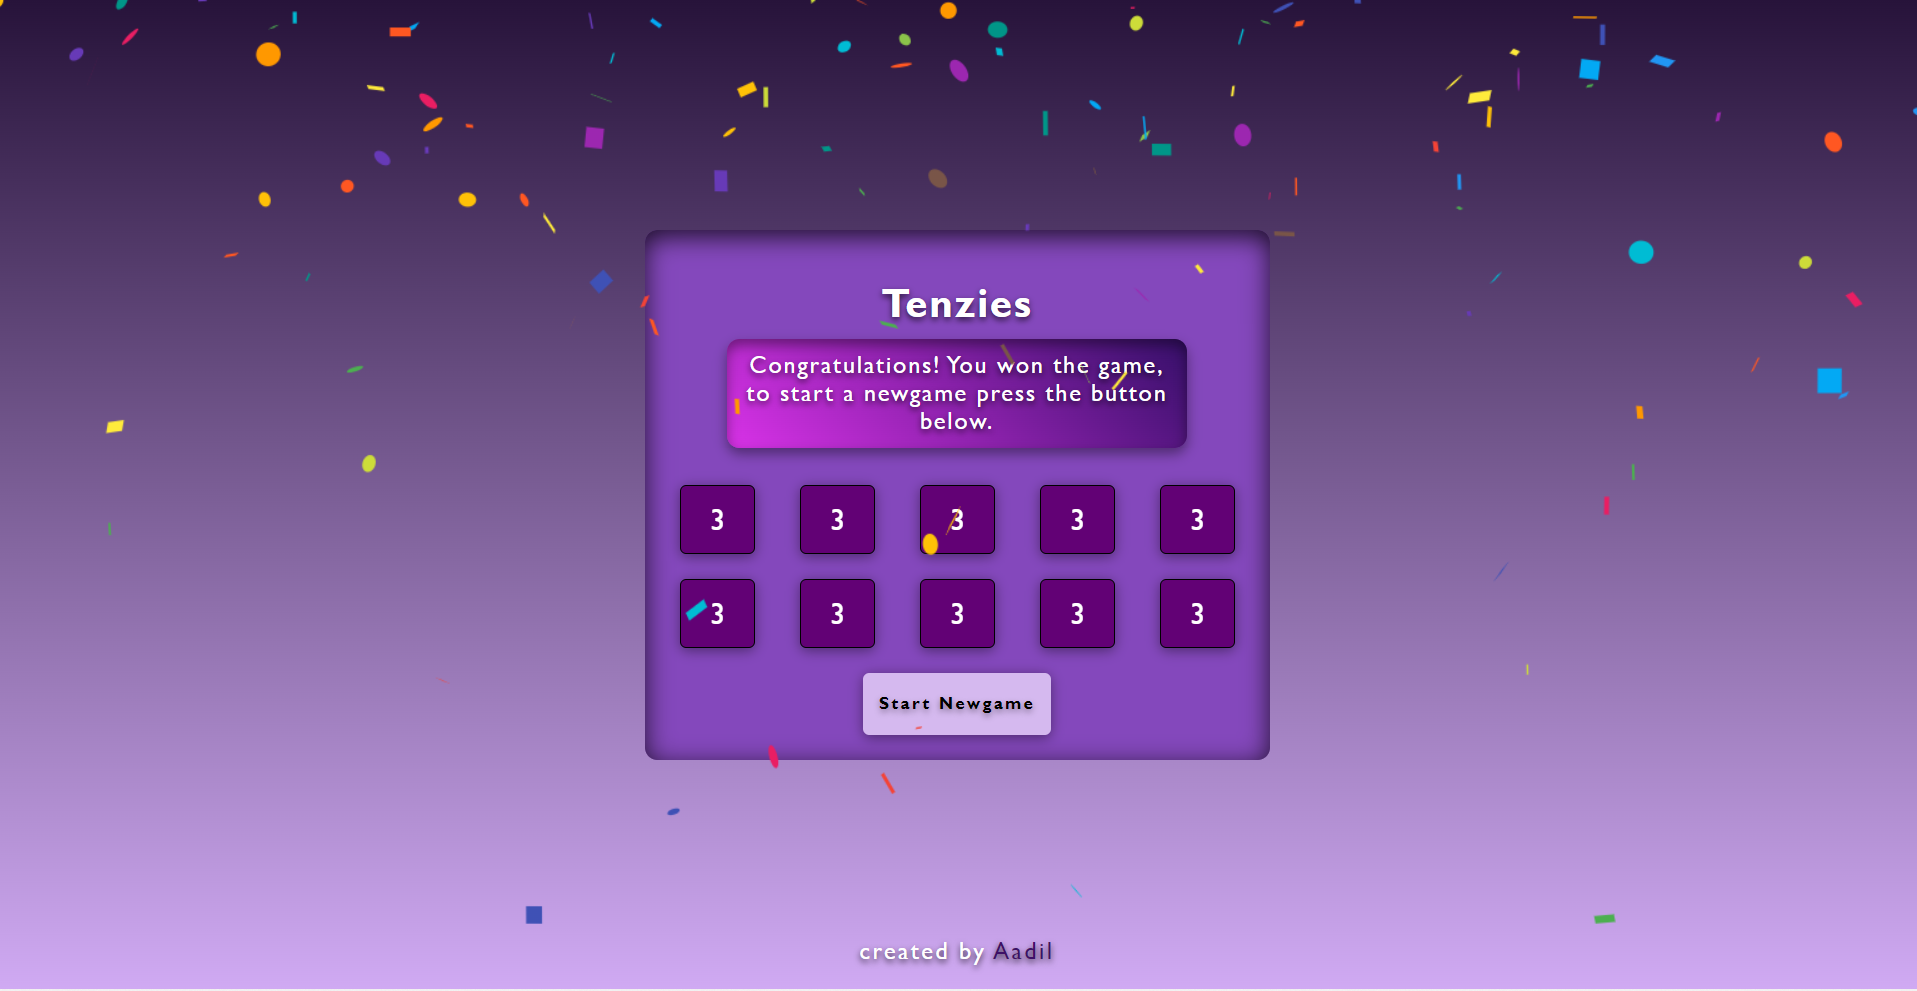 Tenzies
Congratulations! You won the game,
to start a newgame press the button
below.
3 3 3 3 3
3 3 3 3 3
Start Newgame
created by Aadil